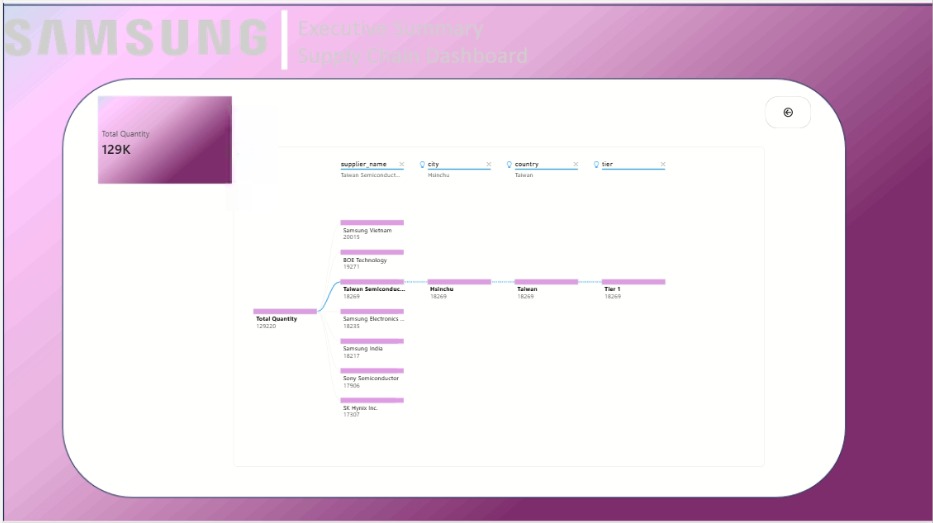 SAMSUNG
Executive Summary
Supply Chain Dashboard
Total Quantity
129K
supplier_name
Taiwan Semiconduct...
city
Hsinchu
country
Taiwan
tier
Samsung Vietnam
20015
BOE Technology
19271
Taiwan Semiconduc...
18269
Hsinchu
18269
Taiwan
18269
Tier 1
18269
Total Quantity
129220
Samsung Electronics ...
18235
Samsung India
18217
Sony Semiconductor
17906
SK Hynix Inc.
17307